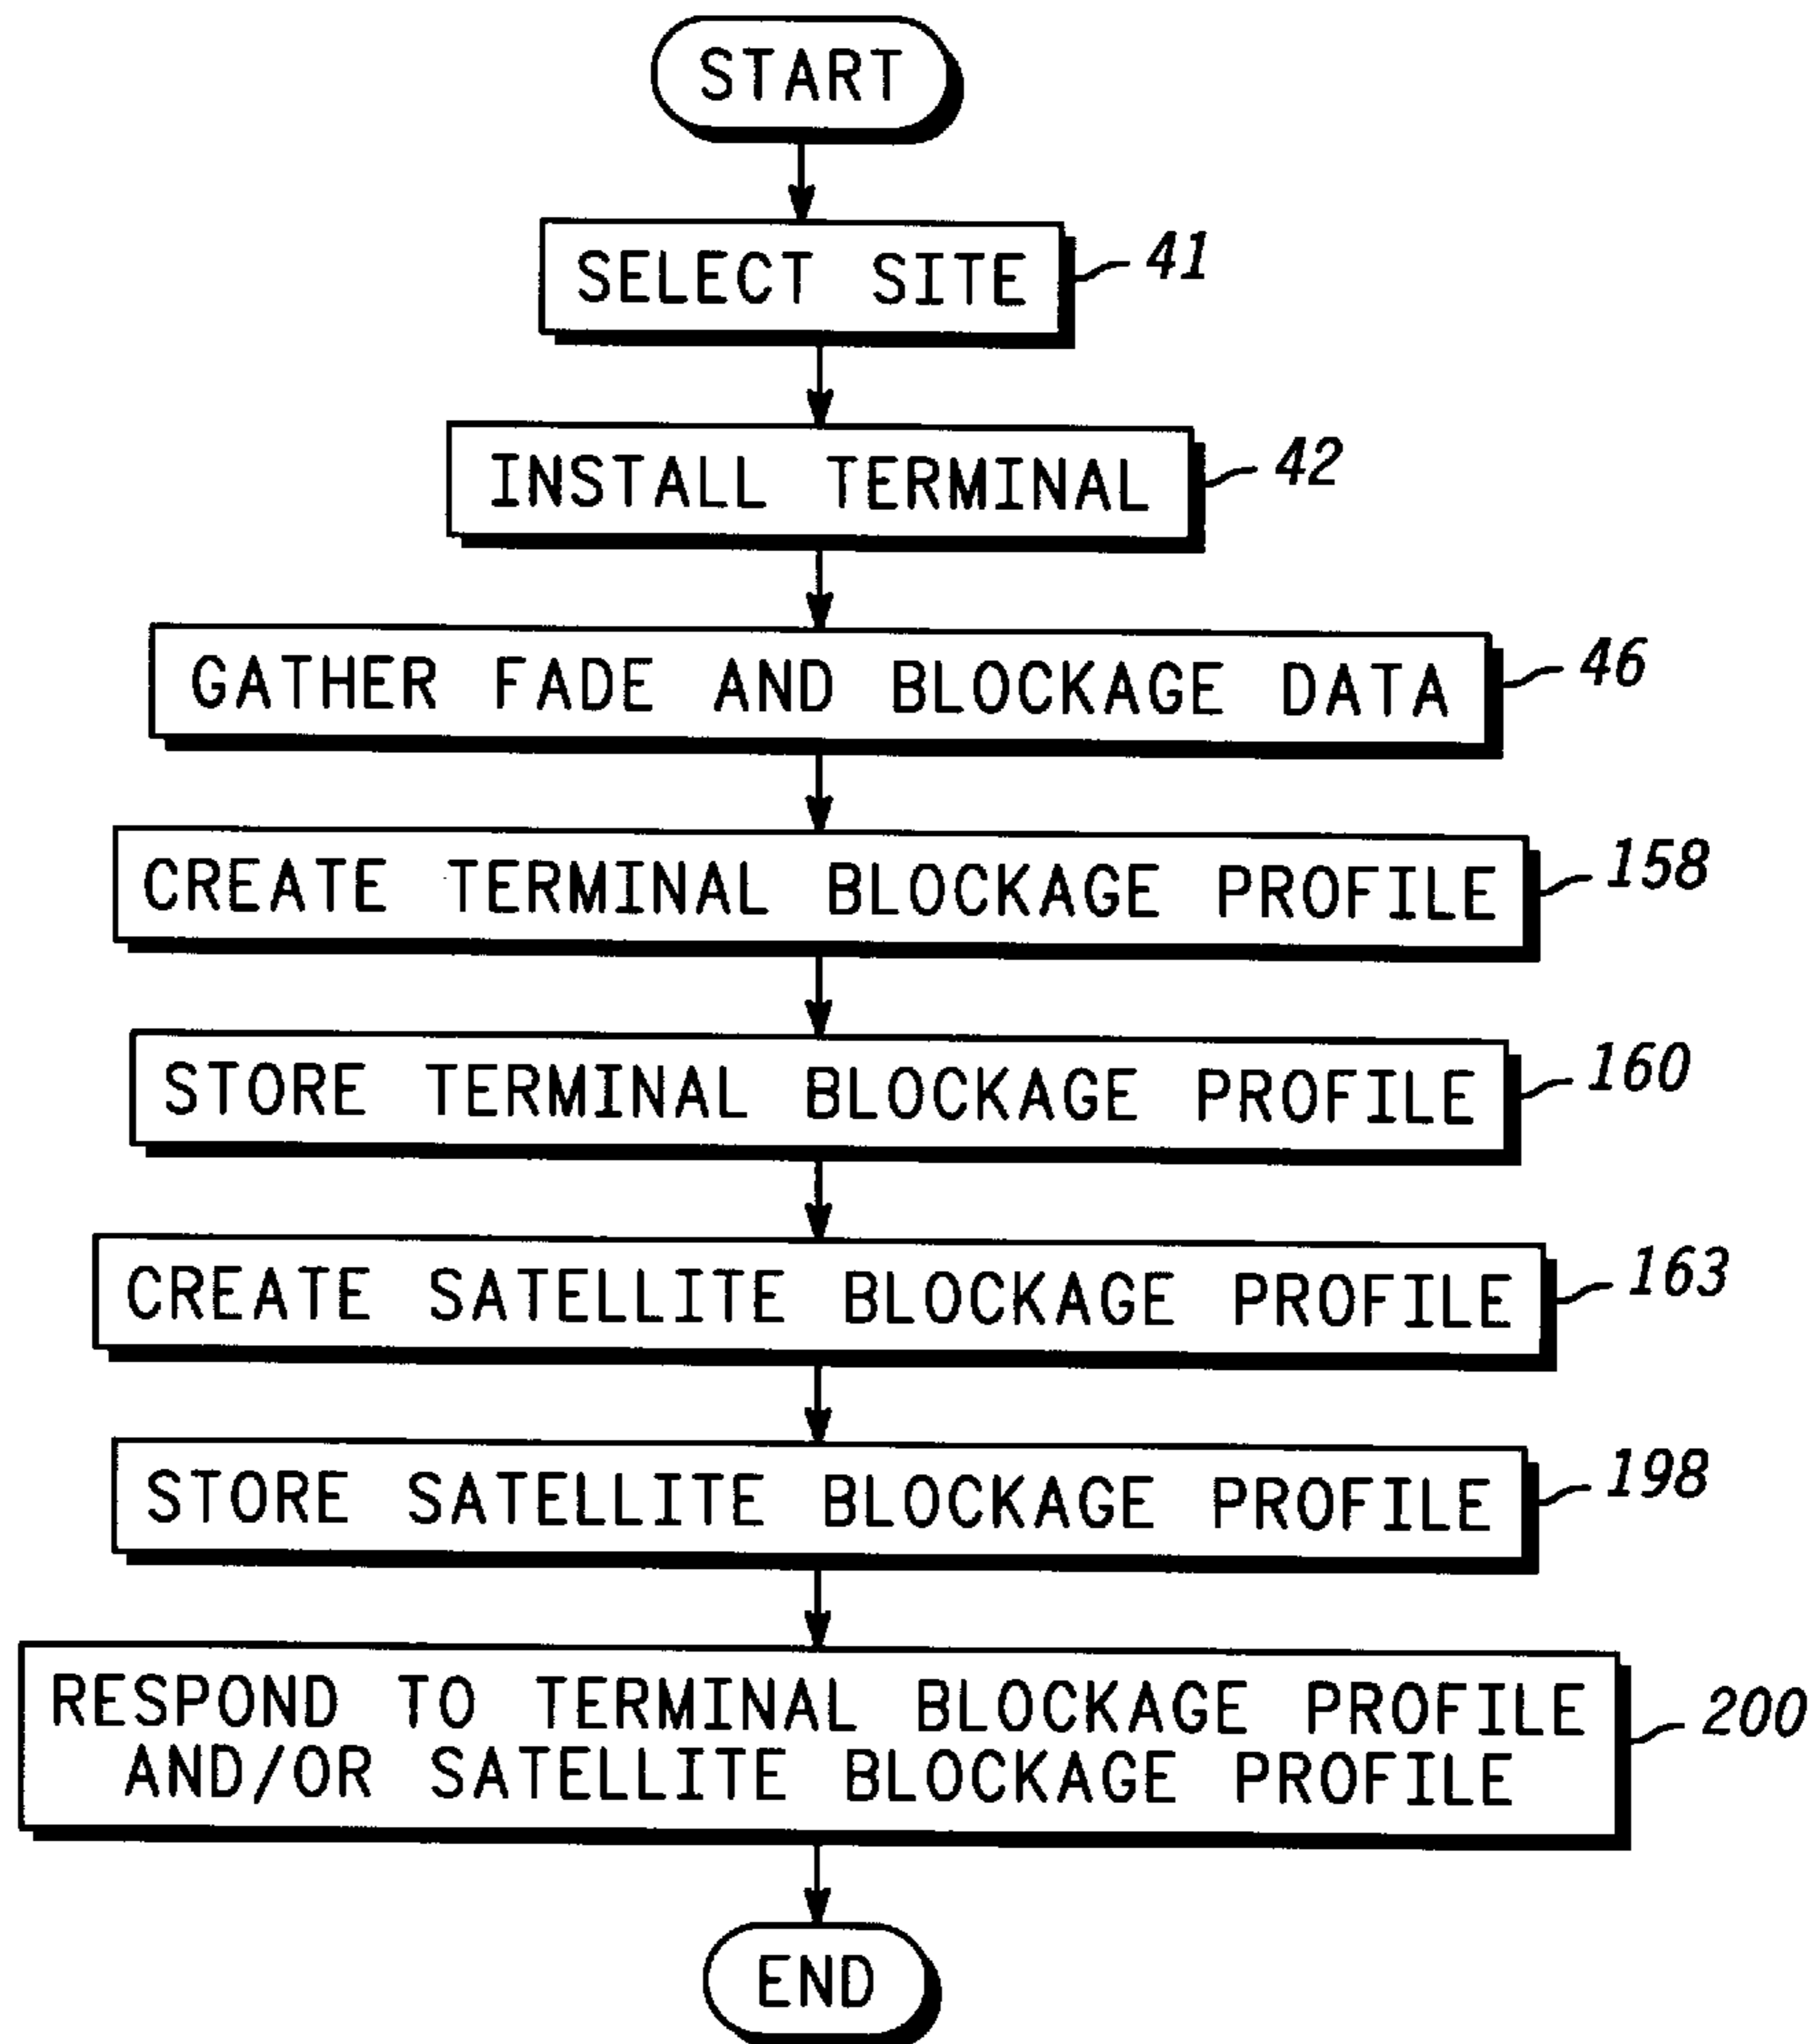 START
SELECT SITE 41
INSTALL TERMINAL 42
GATHER FADE AND BLOCKAGE DATA 46
CREATE TERMINAL BLOCKAGE PROFILE 158
STORE TERMINAL BLOCKAGE PROFILE 160
CREATE SATELLITE BLOCKAGE PROFILE 163
STORE SATELLITE BLOCKAGE PROFILE 198
RESPOND TO TERMINAL BLOCKAGE PROFILE
AND/OR SATELLITE BLOCKAGE PROFILE 200
END